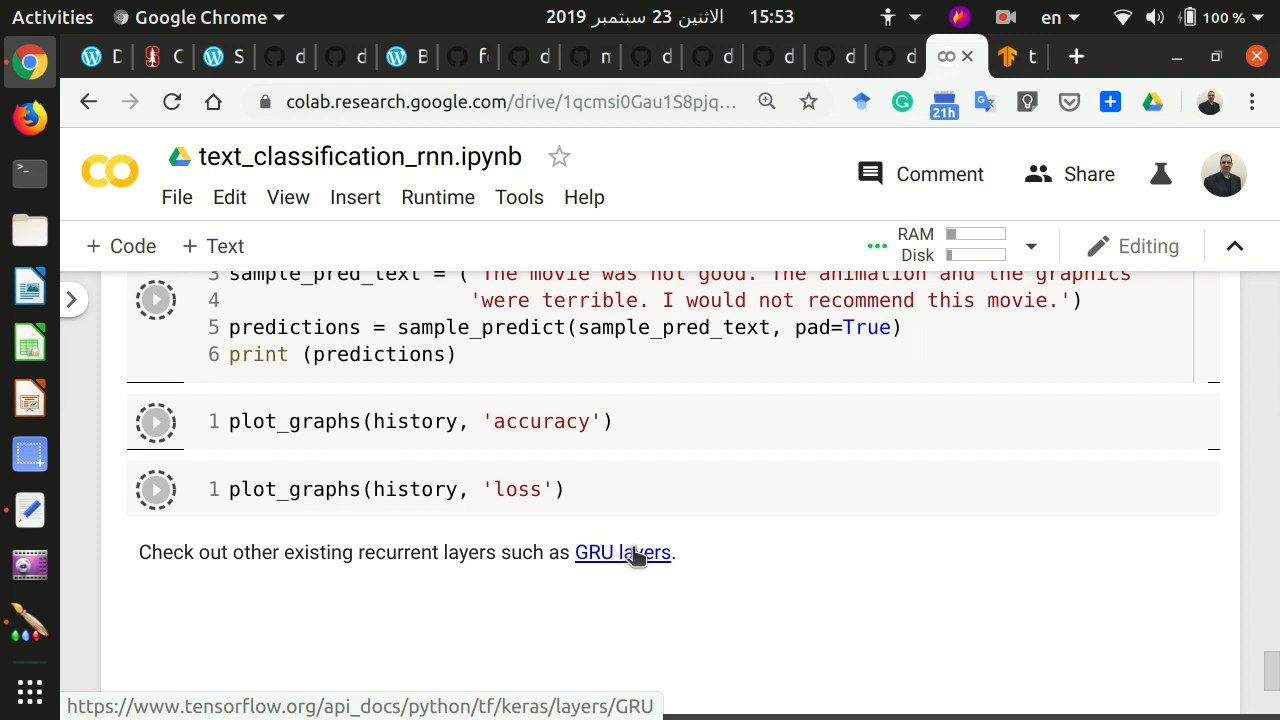 Activities Google Chrome الاثنين 23 سبتمبر 2019 15:53 en 100 %
D C S d d B f d n d d d d d t
colab.research.google.com/drive/1qcmsi0Gau1S8pjq... 21h
text_classification_rnn.ipynb
Comment Share
File Edit View Insert Runtime Tools Help
+ Code + Text RAM Disk Editing
3 sample_pred_text = ('The movie was not good. The animation and the graphics
4 'were terrible. I would not recommend this movie.')
5 predictions = sample_predict(sample_pred_text, pad=True)
6 print (predictions)
1 plot_graphs(history, 'accuracy')
1 plot_graphs(history, 'loss')
Check out other existing recurrent layers such as GRU layers.
https://www.tensorflow.org/api_docs/python/tf/keras/layers/GRU